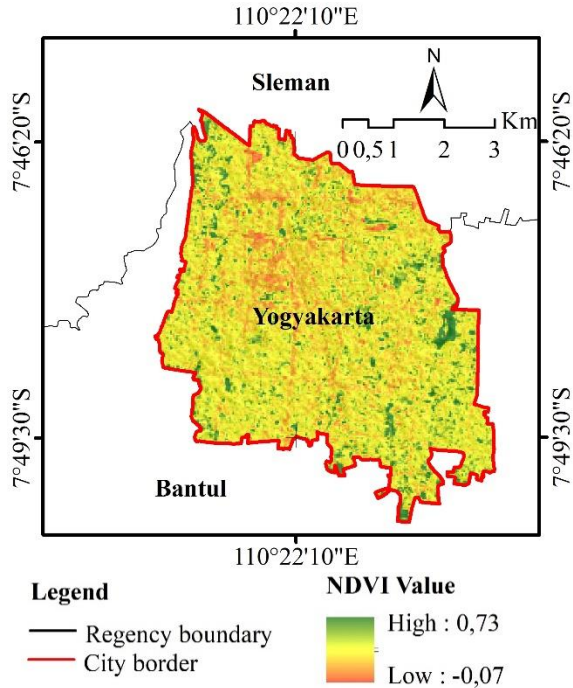 110°22'10"E
Sleman
N
Km
0 0,5 1 2 3
7°46'20"S
7°46'20"S
Yogyakarta
7°49'30"S
7°49'30"S
Bantul
110°22'10"E
Legend
Regency boundary
City border
NDVI Value
High : 0,73
Low : -0,07